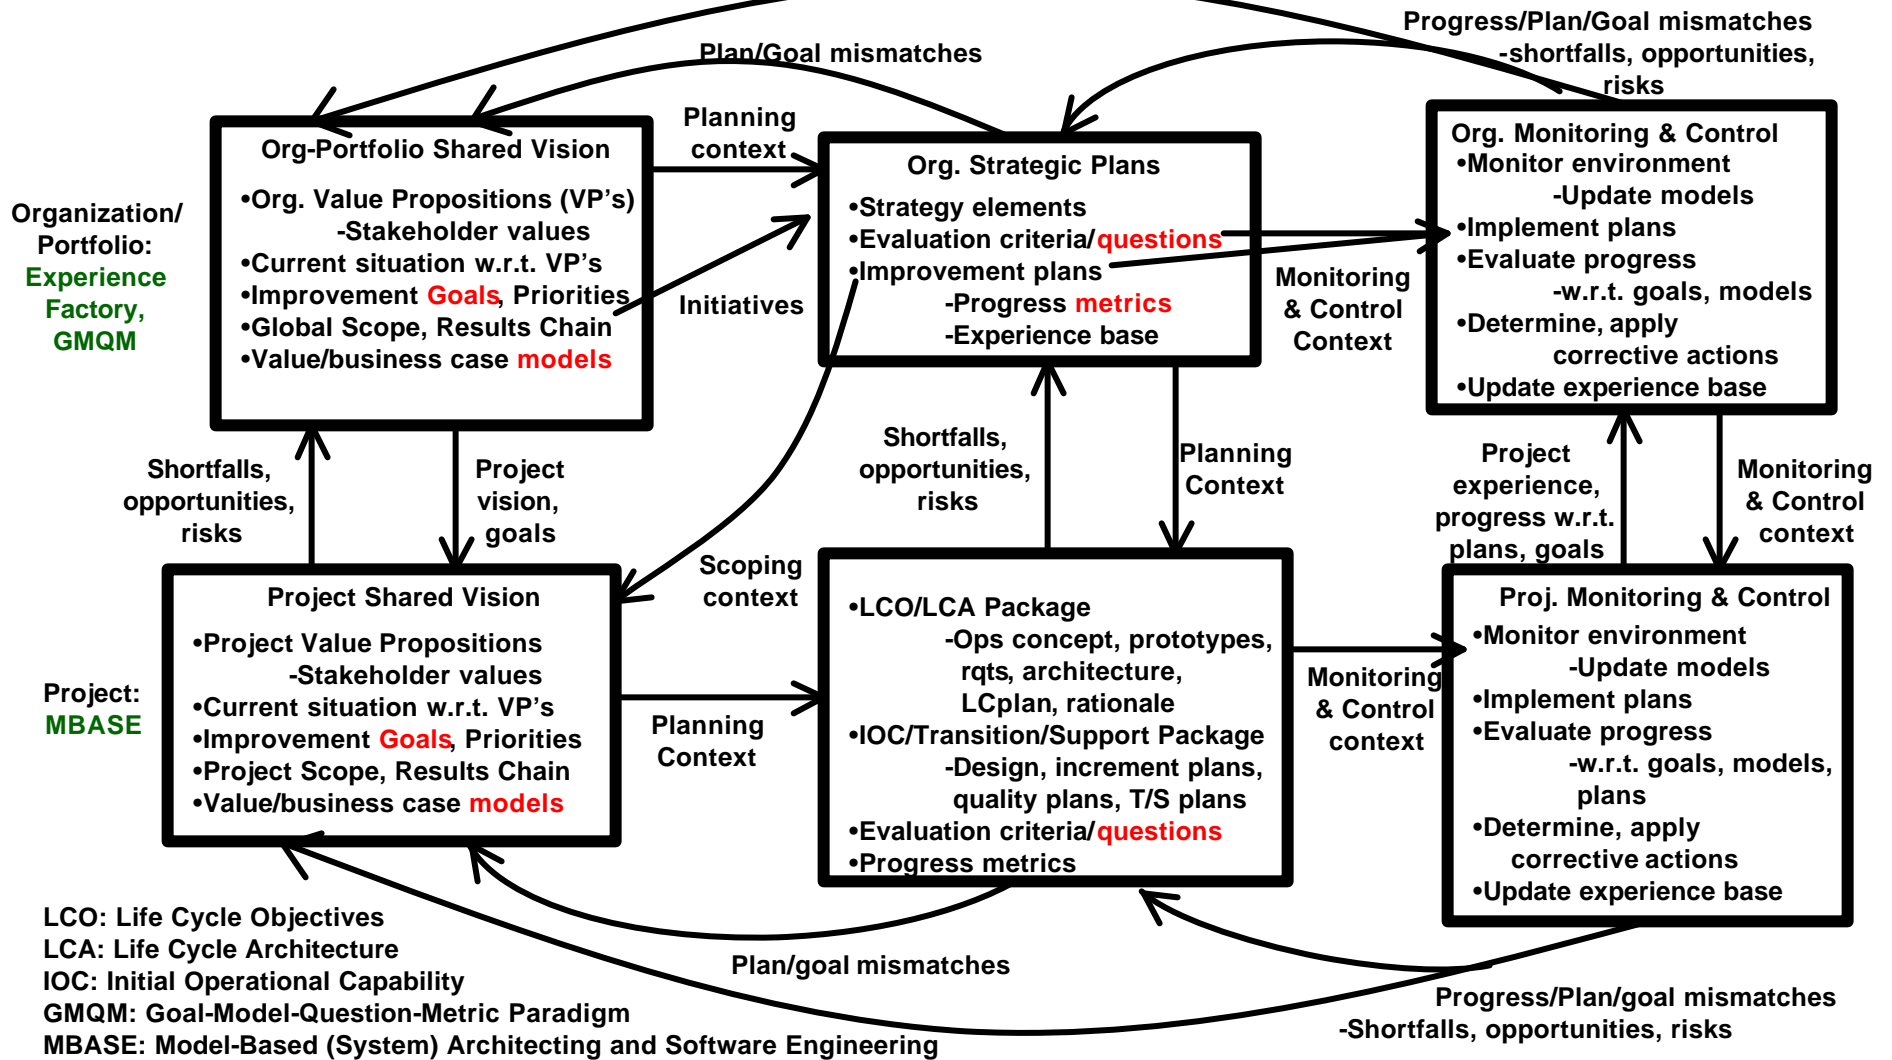 Progress/Plan/Goal mismatches
-shortfalls, opportunities,
risks
Plan/Goal mismatches
Planning
context
Org-Portfolio Shared Vision
•Org. Value Propositions (VP's)
-Stakeholder values
•Current situation w.r.t. VP's
•Improvement Goals, Priorities
•Global Scope, Results Chain
•Value/business case models
Organization/
Portfolio:
Experience
Factory,
GMQM
Initiatives
Org. Strategic Plans
•Strategy elements
•Evaluation criteria/questions
•Improvement plans
-Progress metrics
-Experience base
Monitoring
& Control
Context
Org. Monitoring & Control
•Monitor environment
-Update models
•Implement plans
•Evaluate progress
-w.r.t. goals, models
•Determine, apply
corrective actions
•Update experience base
Shortfalls,
opportunities,
risks
Project
vision,
goals
Shortfalls,
opportunities,
risks
Planning
Context
Project
experience,
progress w.r.t.
plans, goals
Monitoring
& Control
context
Scoping
context
Project:
MBASE
Project Shared Vision
•Project Value Propositions
-Stakeholder values
•Current situation w.r.t. VP's
•Improvement Goals, Priorities
•Project Scope, Results Chain
•Value/business case models
Planning
Context
•LCO/LCA Package
-Ops concept, prototypes,
rqts, architecture,
LCplan, rationale
•IOC/Transition/Support Package
-Design, increment plans,
quality plans, T/S plans
•Evaluation criteria/questions
•Progress metrics
Monitoring
& Control
context
Proj. Monitoring & Control
•Monitor environment
-Update models
•Implement plans
•Evaluate progress
-w.r.t. goals, models,
plans
•Determine, apply
corrective actions
•Update experience base
Plan/goal mismatches
Progress/Plan/goal mismatches
-Shortfalls, opportunities, risks
LCO: Life Cycle Objectives
LCA: Life Cycle Architecture
IOC: Initial Operational Capability
GMQM: Goal-Model-Question-Metric Paradigm
MBASE: Model-Based (System) Architecting and Software Engineering